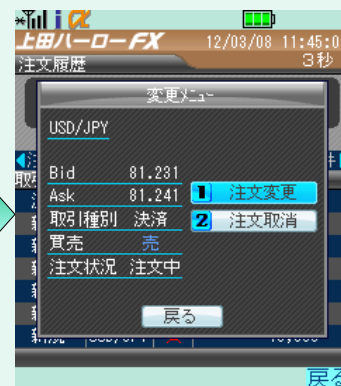 上田ハーローFX 12/03/08 11:45:0
注文履歴 3秒
変更メニュー
USD/JPY
Bid 81.231
Ask 81.241 1 注文変更
取引種別 決済 2 注文取消
買売 売
注文状況 注文中
戻る
戻る